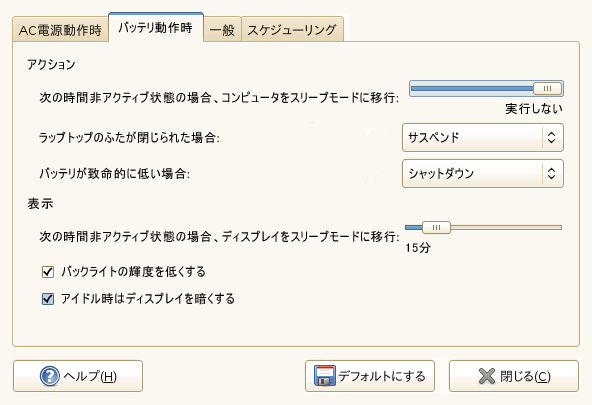 AC電源動作時 バッテリ動作時 一般 スケジューリング
アクション
次の時間非アクティブ状態の場合、コンピュータをスリープモードに移行:
実行しない
ラップトップのふたが閉じられた場合: サスペンド
バッテリが致命的に低い場合: シャットダウン
表示
次の時間非アクティブ状態の場合、ディスプレイをスリープモードに移行:
15分
バックライトの輝度を低くする
アイドル時はディスプレイを暗くする
ヘルプ(H) デフォルトにする 閉じる(C)